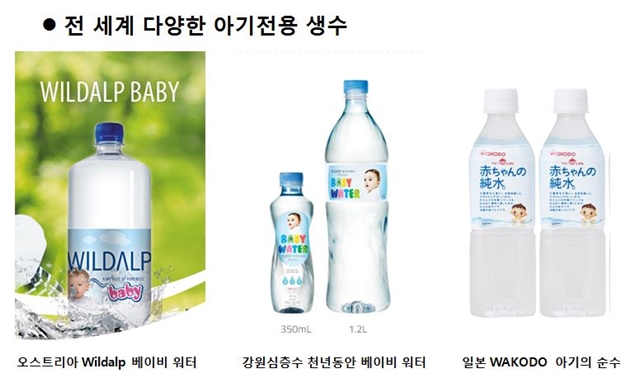 ● 전 세계 다양한 아기전용 생수
WILDALP BABY
WILDALP
baby
BABY
WATER
BABY
WATER
350mL
1.2L
WAKODO
赤ちゃんの
純水
WAKODO
赤ちゃんの
純水
오스트리아 Wildalp 베이비 워터
강원심층수 천년동안 베이비 워터
일본 WAKODO 아기의 순수